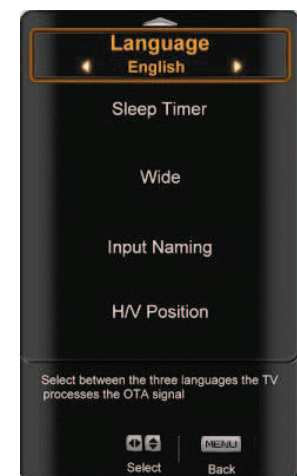 Language
English
Sleep Timer
Wide
Input Naming
H/V Position
Select between the three languages the TV
processes the OTA signal
MENU
Select Back